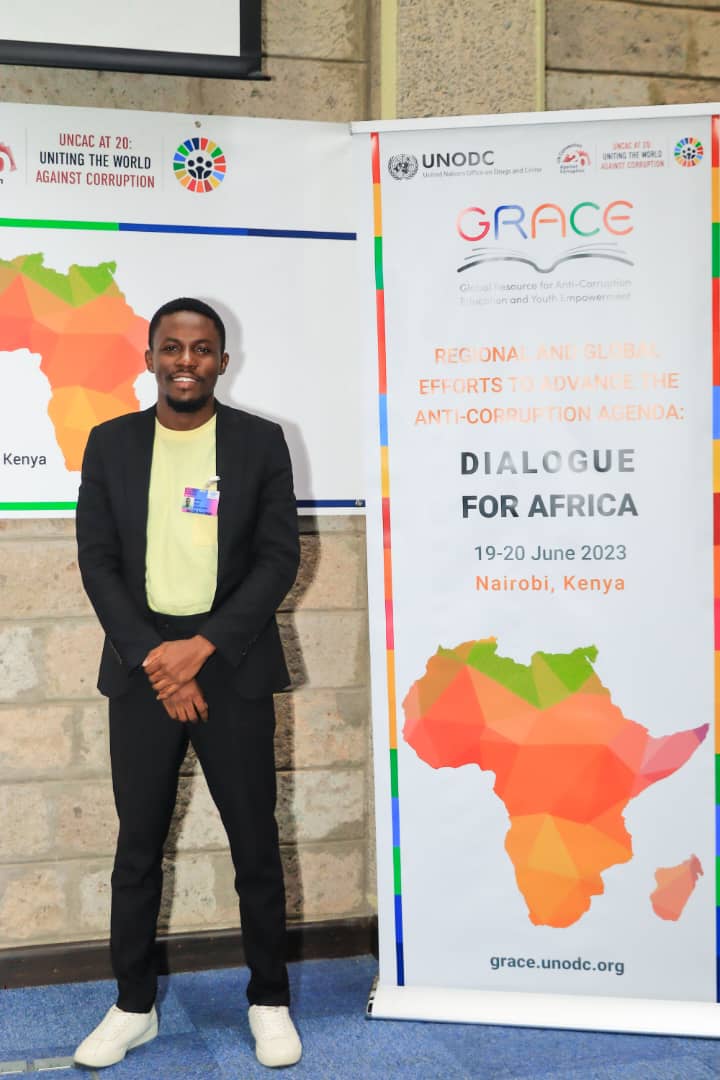 UNCAC AT 20:
UNITING THE WORLD
AGAINST CORRUPTION
Kenya
UNODC
United Nations Office on Drugs and Crime
UNCAC AT 20:
UNITING THE WORLD
AGAINST CORRUPTION
GRACE
Global Resource for Anti-Corruption
Education and Youth Empowerment
REGIONAL AND GLOBAL
EFFORTS TO ADVANCE THE
ANTI-CORRUPTION AGENDA:
DIALOGUE
FOR AFRICA
19-20 June 2023
Nairobi, Kenya
grace.unodc.org